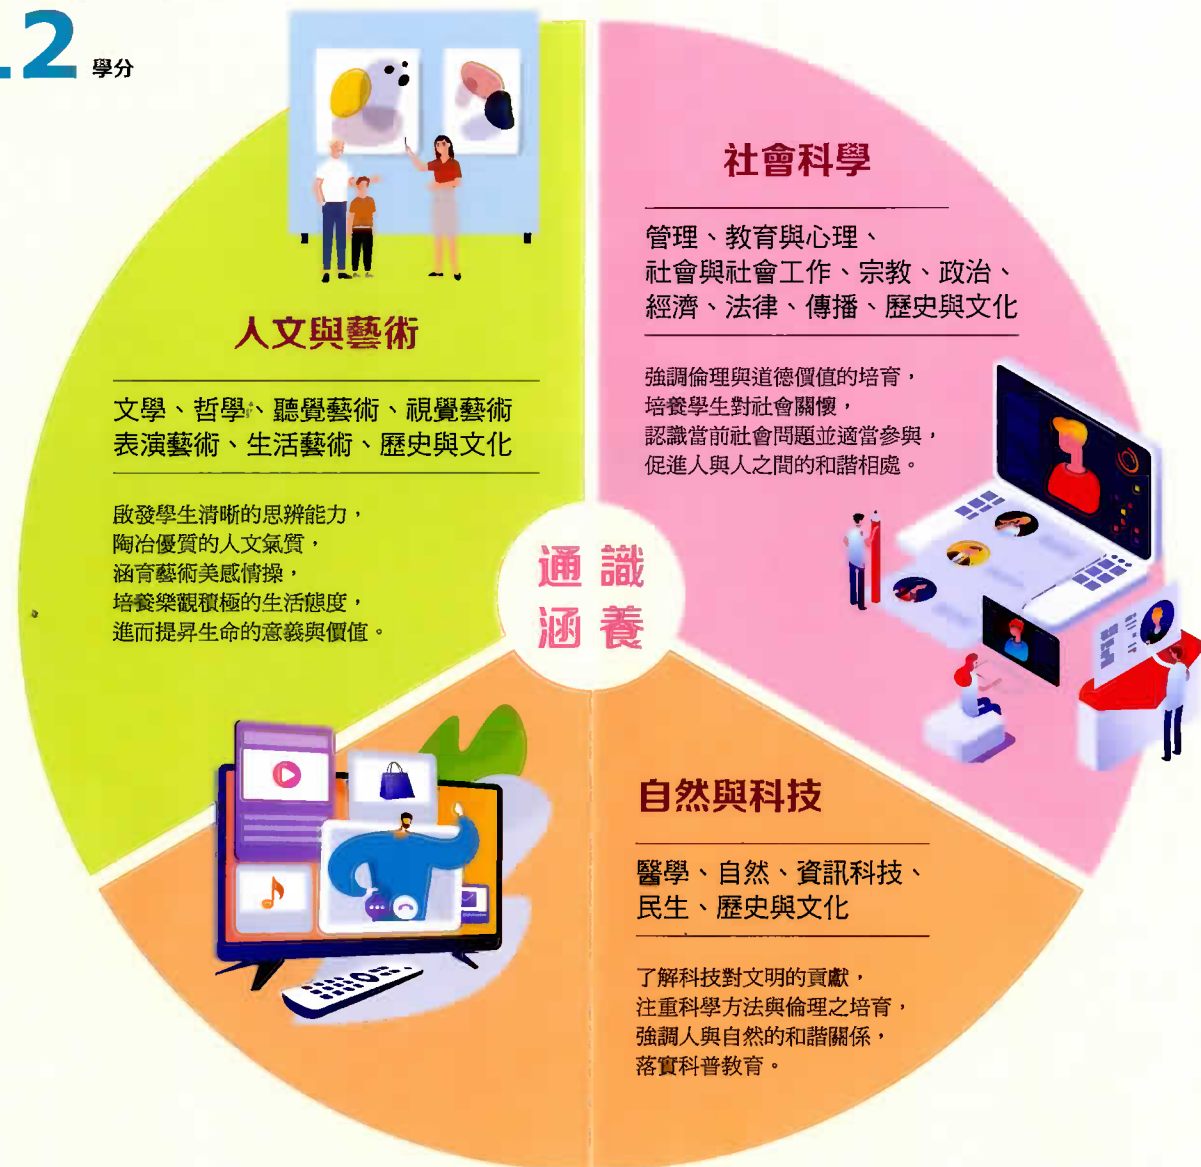 2 學分
人文與藝術
文學、哲學、聽覺藝術、視覺藝術
表演藝術、生活藝術、歷史與文化
啟發學生清晰的思辨能力，
陶冶優質的人文氣質，
涵育藝術美感情操，
培養樂觀積極的生活態度，
進而提昇生命的意義與價值。
社會科學
管理、教育與心理、
社會與社會工作、宗教、政治、
經濟、法律、傳播、歷史與文化
強調倫理與道德價值的培育，
培養學生對社會關懷，
認識當前社會問題並適當參與，
促進人與人之間的和諧相處。
通識
涵養
自然與科技
醫學、自然、資訊科技、
民生、歷史與文化
了解科技對文明的貢獻，
注重科學方法與倫理之培育，
強調人與自然的和諧關係，
落實科普教育。